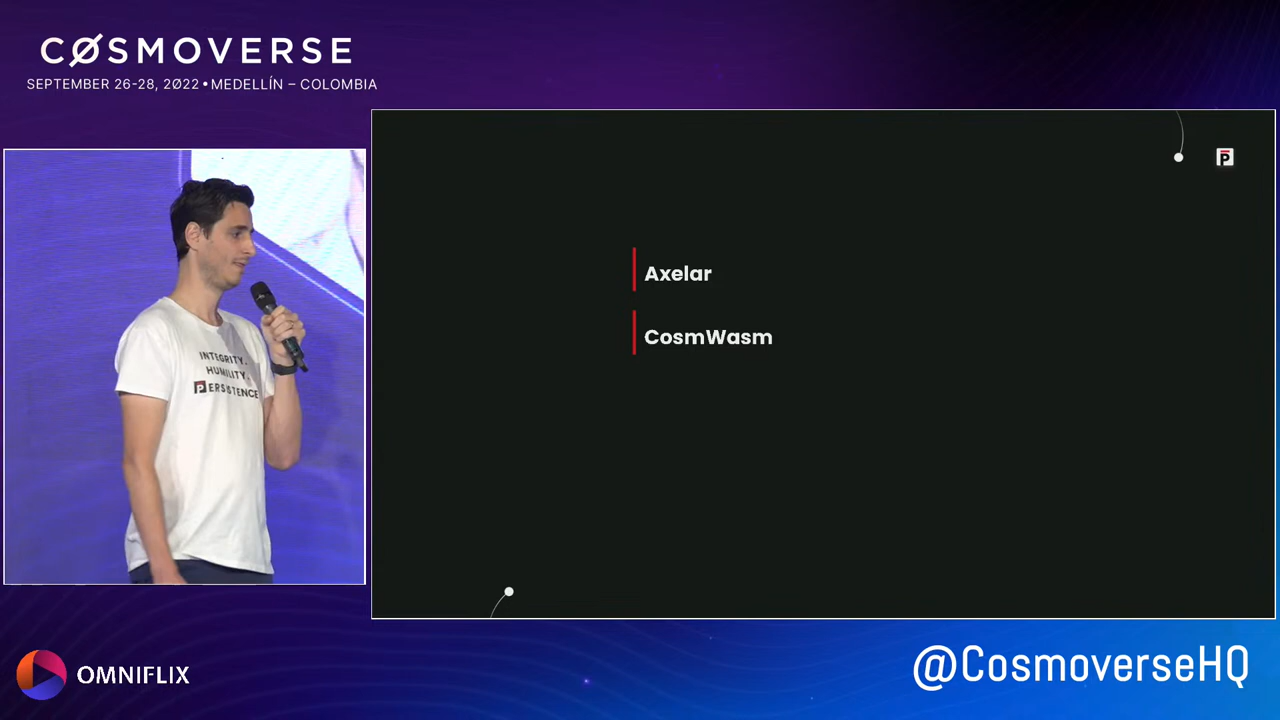 CØSMOVERSE
SEPTEMBER 26-28, 2022 • MEDELLÍN – COLOMBIA
P
Axelar
CosmWasm
INTEGRITY.
HUMILITY.
PERSISTENCE
OMNIFLIX
@CosmoverseHQ